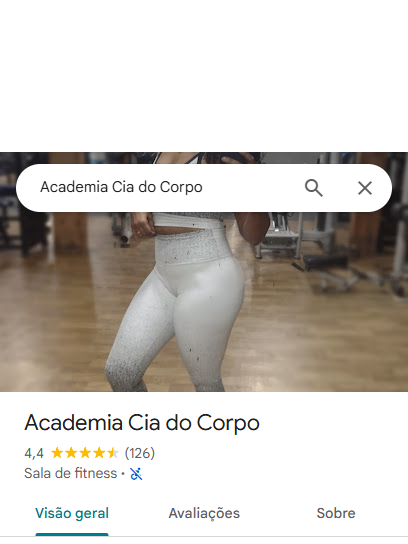 Academia Cia do Corpo
Academia Cia do Corpo
4,4 (126)
Sala de fitness ·
Visão geral Avaliações Sobre